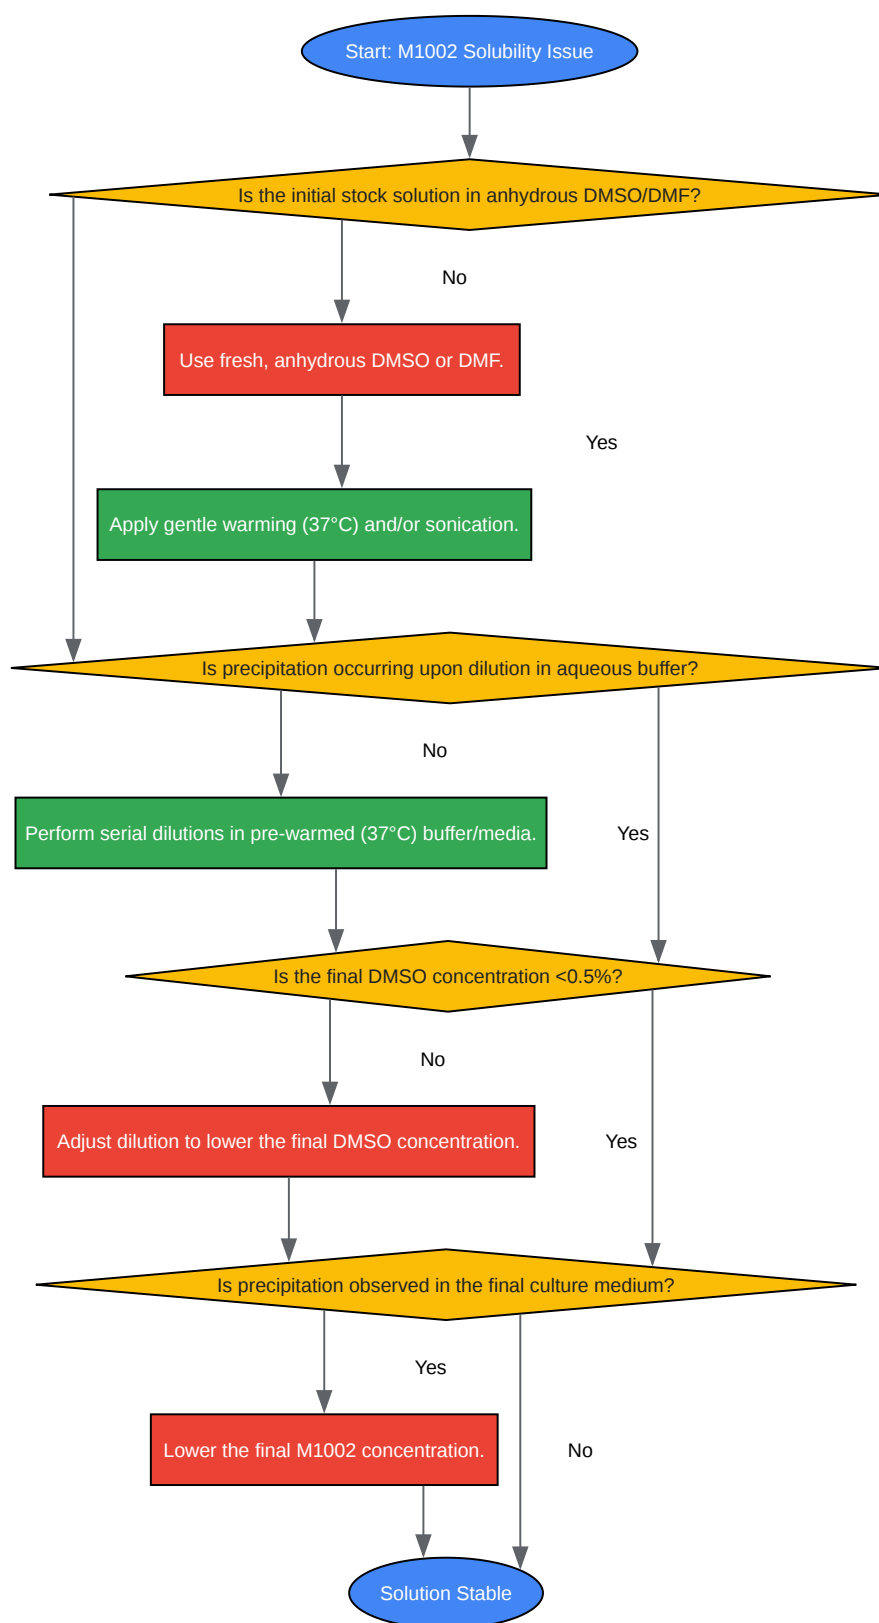 Start: M1002 Solubility Issue
Is the initial stock solution in anhydrous DMSO/DMF?
No
Use fresh, anhydrous DMSO or DMF.
Yes
Apply gentle warming (37°C) and/or sonication.
Is precipitation occurring upon dilution in aqueous buffer?
No
Perform serial dilutions in pre-warmed (37°C) buffer/media.
Yes
Is the final DMSO concentration <0.5%?
No
Adjust dilution to lower the final DMSO concentration.
Yes
Is precipitation observed in the final culture medium?
Yes
Lower the final M1002 concentration.
No
Solution Stable